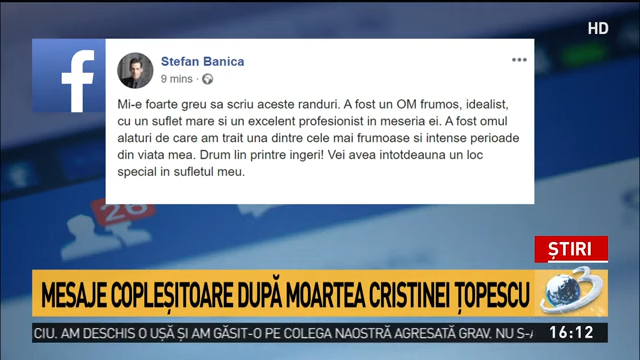 HD
Stefan Banica
9 mins
Mi-e foarte greu sa scriu aceste randuri. A fost un OM frumos, idealist,
cu un suflet mare si un excelent profesionist in meseria ei. A fost omul
alaturi de care am trait una dintre cele mai frumoase si intense perioade
din viata mea. Drum lin printre ingeri! Vei avea intotdeauna un loc
special in sufletul meu.
26
ȘTIRI
MESAJE COPLEȘITOARE DUPĂ MOARTEA CRISTINEI ȚOPESCU
3
CIU. AM DESCHIS O UȘĂ ȘI AM GĂSIT-O PE COLEGA NAOSTRĂ AGRESATĂ GRAV. NU S-A
16:12